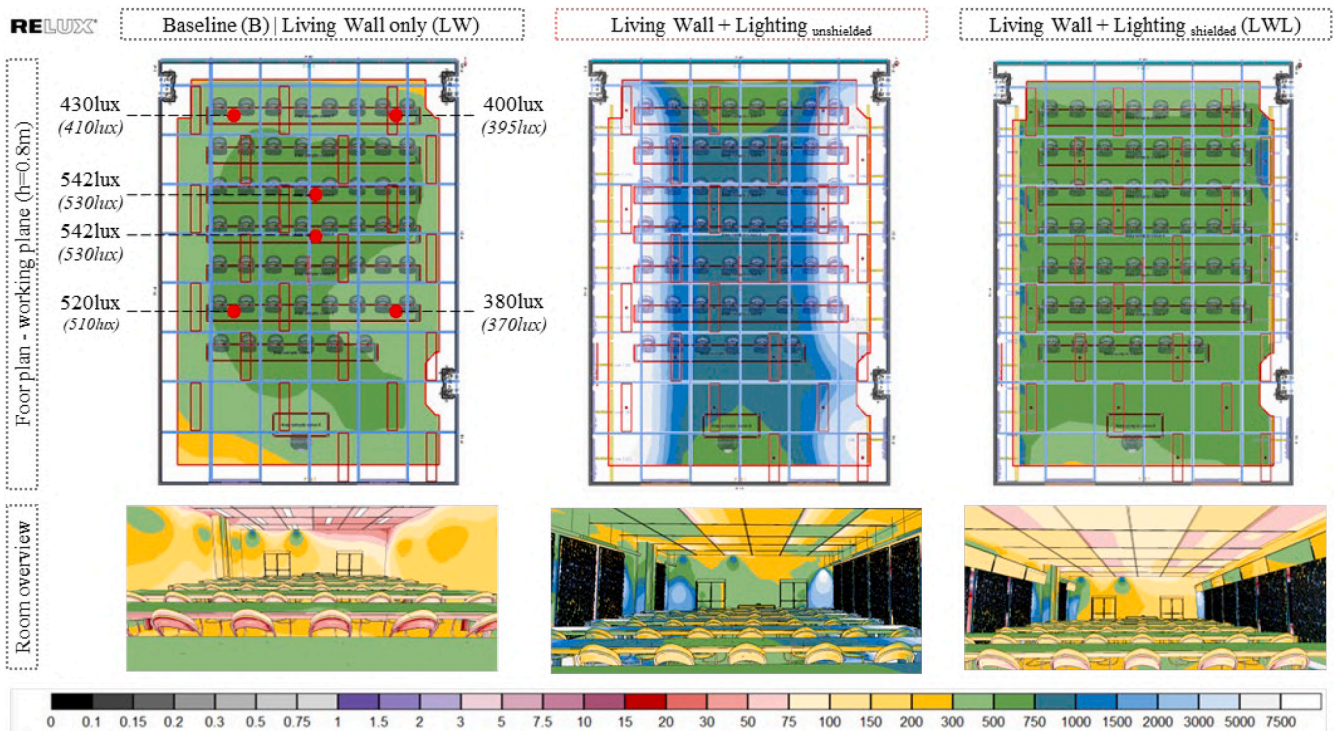 RELUX
Baseline (B) | Living Wall only (LW)
Living Wall + Lighting unshielded
Living Wall + Lighting shielded (LWL)
Foor plan - working plane (h=0.8m)
430lux
(410lux)
400lux
(395lux)
542lux
(530lux)
542lux
(530lux)
520lux
(510lux)
380lux
(370lux)
Room overview
0 0.1 0.15 0.2 0.3 0.5 0.75 1 1.5 2 3 5 7.5 10 15 20 30 50 75 100 150 200 300 500 750 1000 1500 2000 3000 5000 7500